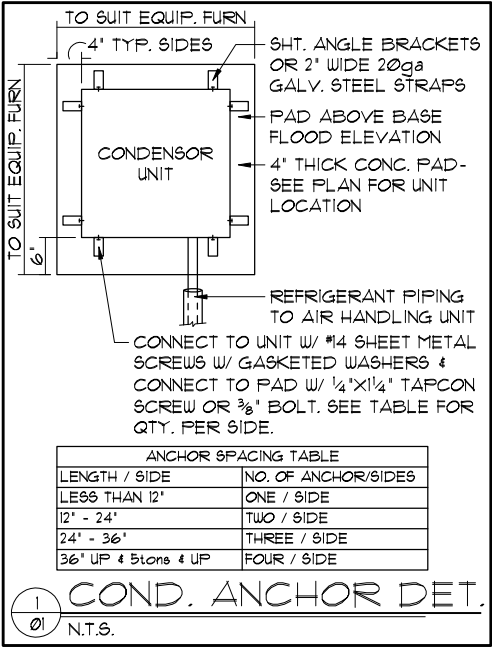 TO SUIT EQUIP. FURN
4" TYP. SIDES
SHT. ANGLE BRACKETS
OR 2" WIDE 20ga
GALV. STEEL STRAPS
TO SUIT EQUIP. FURN
PAD ABOVE BASE
FLOOD ELEVATION
CONDENSOR
UNIT
4" THICK CONC. PAD-
SEE PLAN FOR UNIT
LOCATION
6"
REFRIGERANT PIPING
TO AIR HANDLING UNIT
CONNECT TO UNIT W/ #14 SHEET METAL
SCREWS W/ GASKETED WASHERS &
CONNECT TO PAD W/ 1/4"X1 1/4" TAPCON
SCREW OR 3/8" BOLT. SEE TABLE FOR
QTY. PER SIDE.
ANCHOR SPACING TABLE
LENGTH / SIDE NO. OF ANCHOR/SIDES
LESS THAN 12" ONE / SIDE
12" - 24" TWO / SIDE
24" - 36" THREE / SIDE
36" UP & 5tons & UP FOUR / SIDE
1 COND. ANCHOR DET.
01 N.T.S.